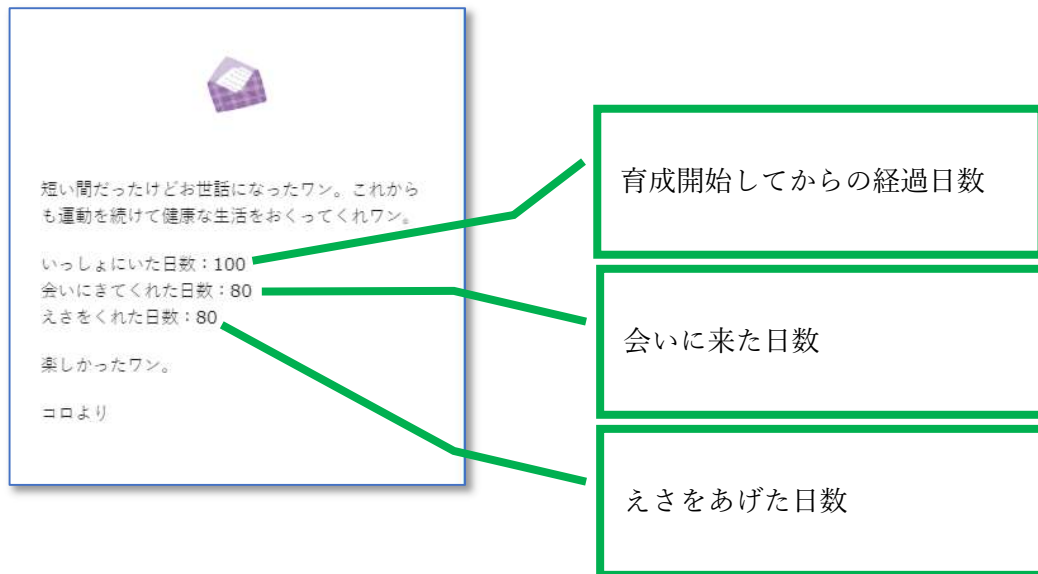 短い間だったけどお世話になったワン。これから
も運動を続けて健康な生活をおくってくれワン。
いっしょにいた日数：100
会いにきてくれた日数：80
えさをくれた日数：80
楽しかったワン。
コロより
育成開始してからの経過日数
会いに来た日数
えさをあげた日数